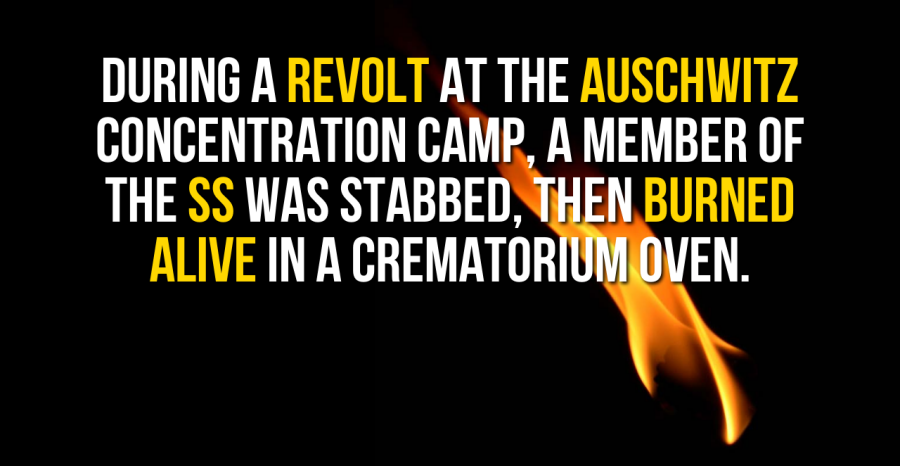 DURING A REVOLT AT THE AUSCHWITZ
CONCENTRATION CAMP, A MEMBER OF
THE SS WAS STABBED, THEN BURNED
ALIVE IN A CREMATORIUM OVEN.